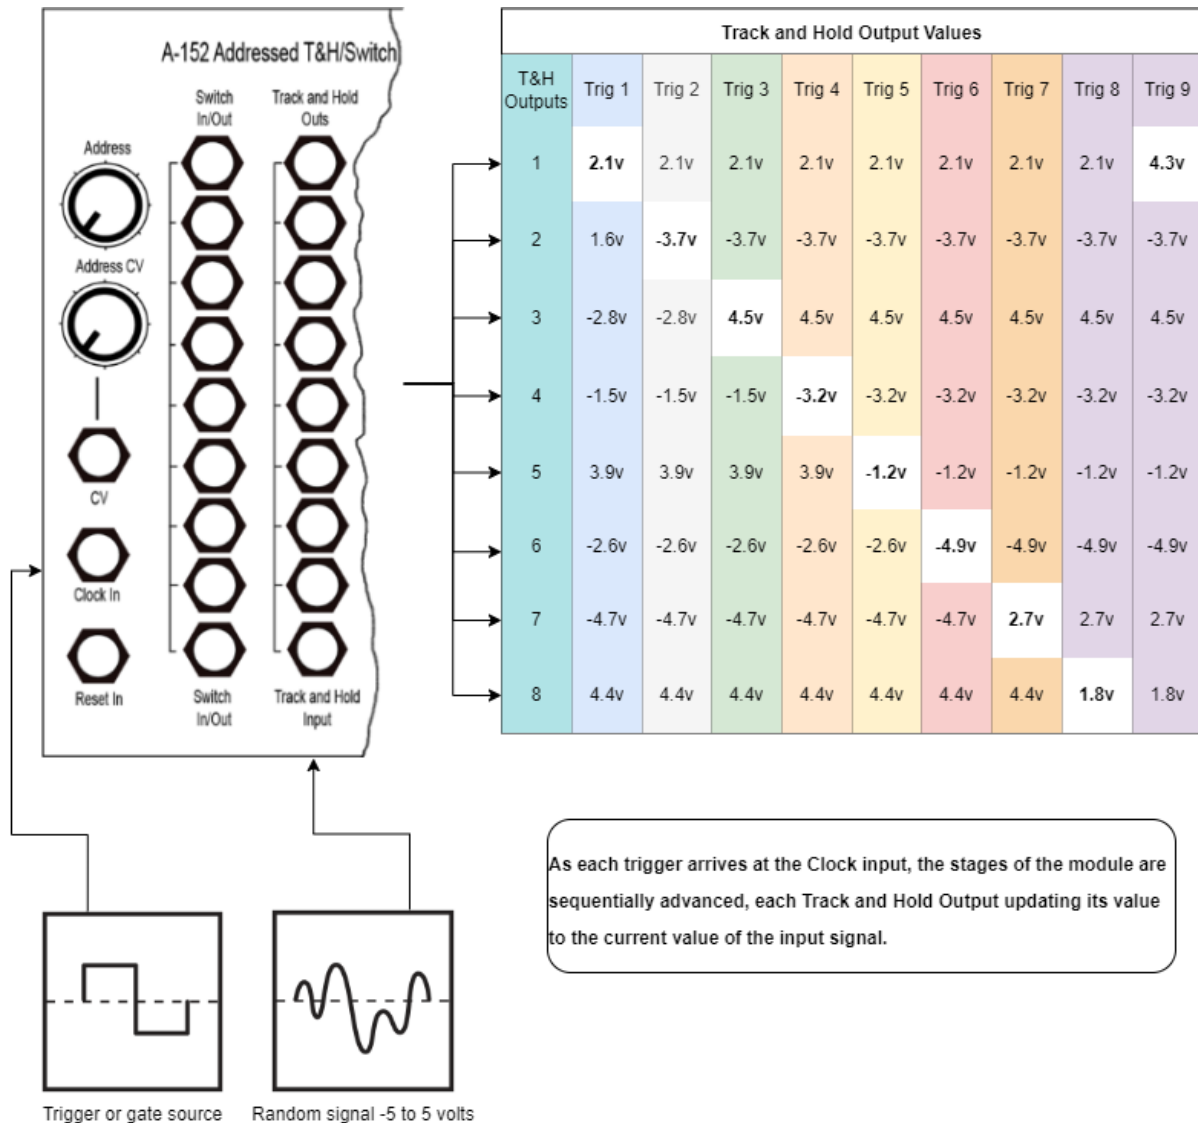 A-152 Addressed T&H/Switch
Switch
In/Out
Track and Hold
Outs
Address
Address CV
CV
Clock In
Reset In
Switch
In/Out
Track and Hold
Input
Track and Hold Output Values
T&H
Outputs
Trig 1 Trig 2 Trig 3 Trig 4 Trig 5 Trig 6 Trig 7 Trig 8 Trig 9
1 2.1v 2.1v 2.1v 2.1v 2.1v 2.1v 2.1v 2.1v 4.3v
2 1.6v -3.7v -3.7v -3.7v -3.7v -3.7v -3.7v -3.7v -3.7v
3 -2.8v -2.8v 4.5v 4.5v 4.5v 4.5v 4.5v 4.5v 4.5v
4 -1.5v -1.5v -1.5v -3.2v -3.2v -3.2v -3.2v -3.2v -3.2v
5 3.9v 3.9v 3.9v 3.9v -1.2v -1.2v -1.2v -1.2v -1.2v
6 -2.6v -2.6v -2.6v -2.6v -2.6v -4.9v -4.9v -4.9v -4.9v
7 -4.7v -4.7v -4.7v -4.7v -4.7v -4.7v 2.7v 2.7v 2.7v
8 4.4v 4.4v 4.4v 4.4v 4.4v 4.4v 4.4v 1.8v 1.8v
As each trigger arrives at the Clock input, the stages of the module are
sequentially advanced, each Track and Hold Output updating its value
to the current value of the input signal.
Trigger or gate source
Random signal -5 to 5 volts